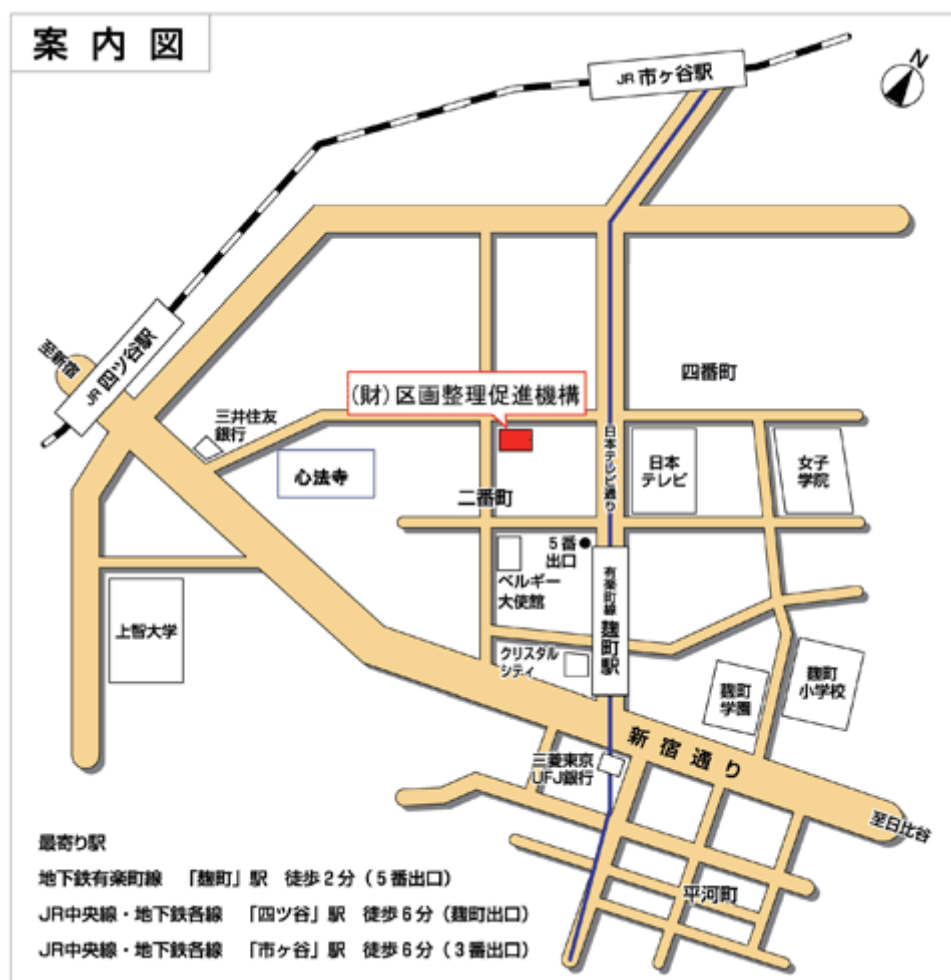 案内図
N
JR 市ヶ谷駅
至新宿
JR 四ツ谷駅
三井住友
銀行
(財)区画整理促進機構
四番町
心法寺
二番町
日本テレビ通り
日本
テレビ
女子
学院
5番
出口
ベルギー
大使館
有楽町線 麹町駅
上智大学
クリスタル
シティ
麹町
学園
麹町
小学校
新宿通り
三菱東京
UFJ銀行
至日比谷
平河町
最寄り駅
地下鉄有楽町線 「麹町」駅 徒歩2分(5番出口)
JR中央線・地下鉄各線 「四ツ谷」駅 徒歩6分(麹町出口)
JR中央線・地下鉄各線 「市ヶ谷」駅 徒歩6分(3番出口)